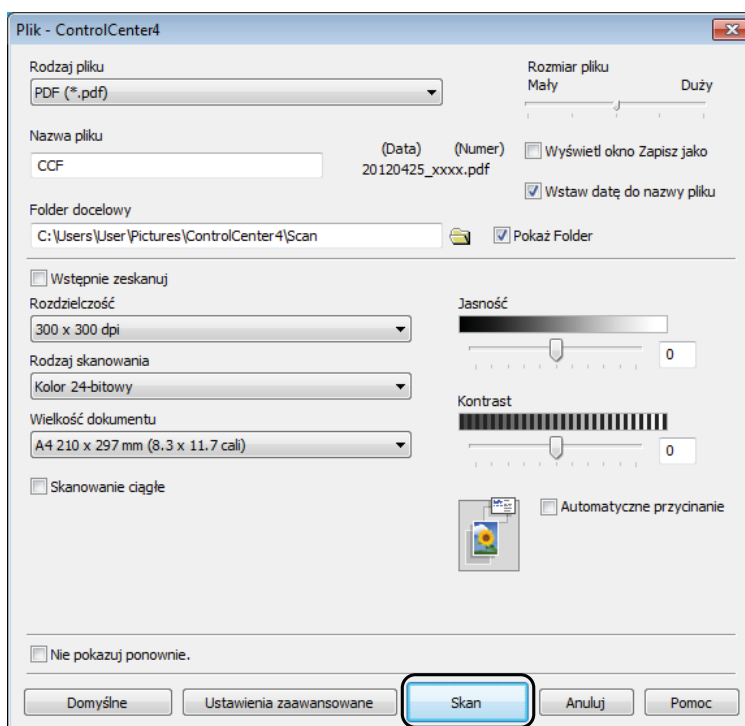 Plik - ControlCenter4
Rodzaj pliku
PDF (*.pdf)
Rozmiar pliku
Mały Duży
Nazwa pliku
CCF
(Data) (Numer)
20120425_xxxx.pdf
Wyświetl okno Zapisz jako
Wstaw datę do nazwy pliku
Folder docelowy
C:\Users\User\Pictures\ControlCenter4\Scan
Pokaż Folder
Wstępnie zeskanuj
Rozdzielczość
300 x 300 dpi
Rodzaj skanowania
Kolor 24-bitowy
Wielkość dokumentu
A4 210 x 297 mm (8.3 x 11.7 cali)
Skanowanie ciągłe
Jasność
0
Kontrast
0
Automatyczne przycinanie
Nie pokazuj ponownie.
Domyślne Ustawienia zaawansowane Skan Anuluj Pomoc